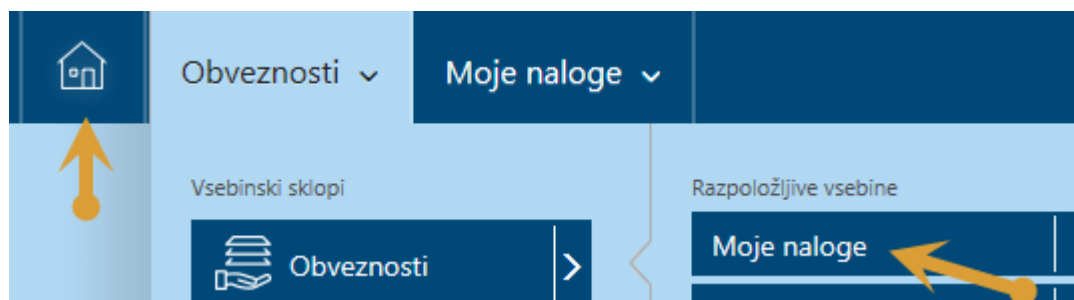 Obveznosti
Moje naloge
Vsebinski sklopi
Razpoložljive vsebine
Obveznosti
Moje naloge